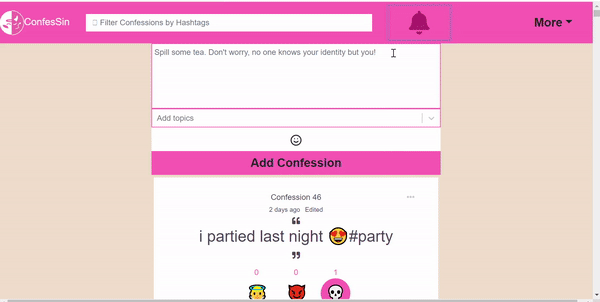 ConfesSin
Filter Confessions by Hashtags
More
Spill some tea. Don't worry, no one knows your identity but you!
Add topics
Add Confession
Confession 46
...
2 days ago Edited
❝
i partied last night 😍#party
❞
0 0 1